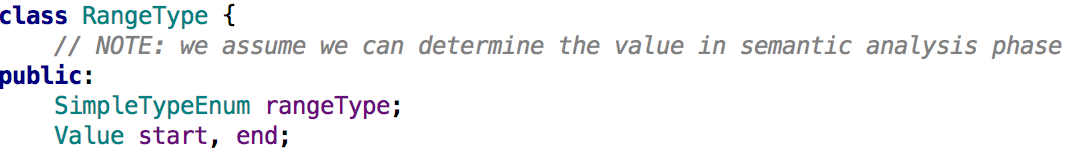 class RangeType {
    // NOTE: we assume we can determine the value in semantic analysis phase
public:
    SimpleTypeEnum rangeType;
    Value start, end;